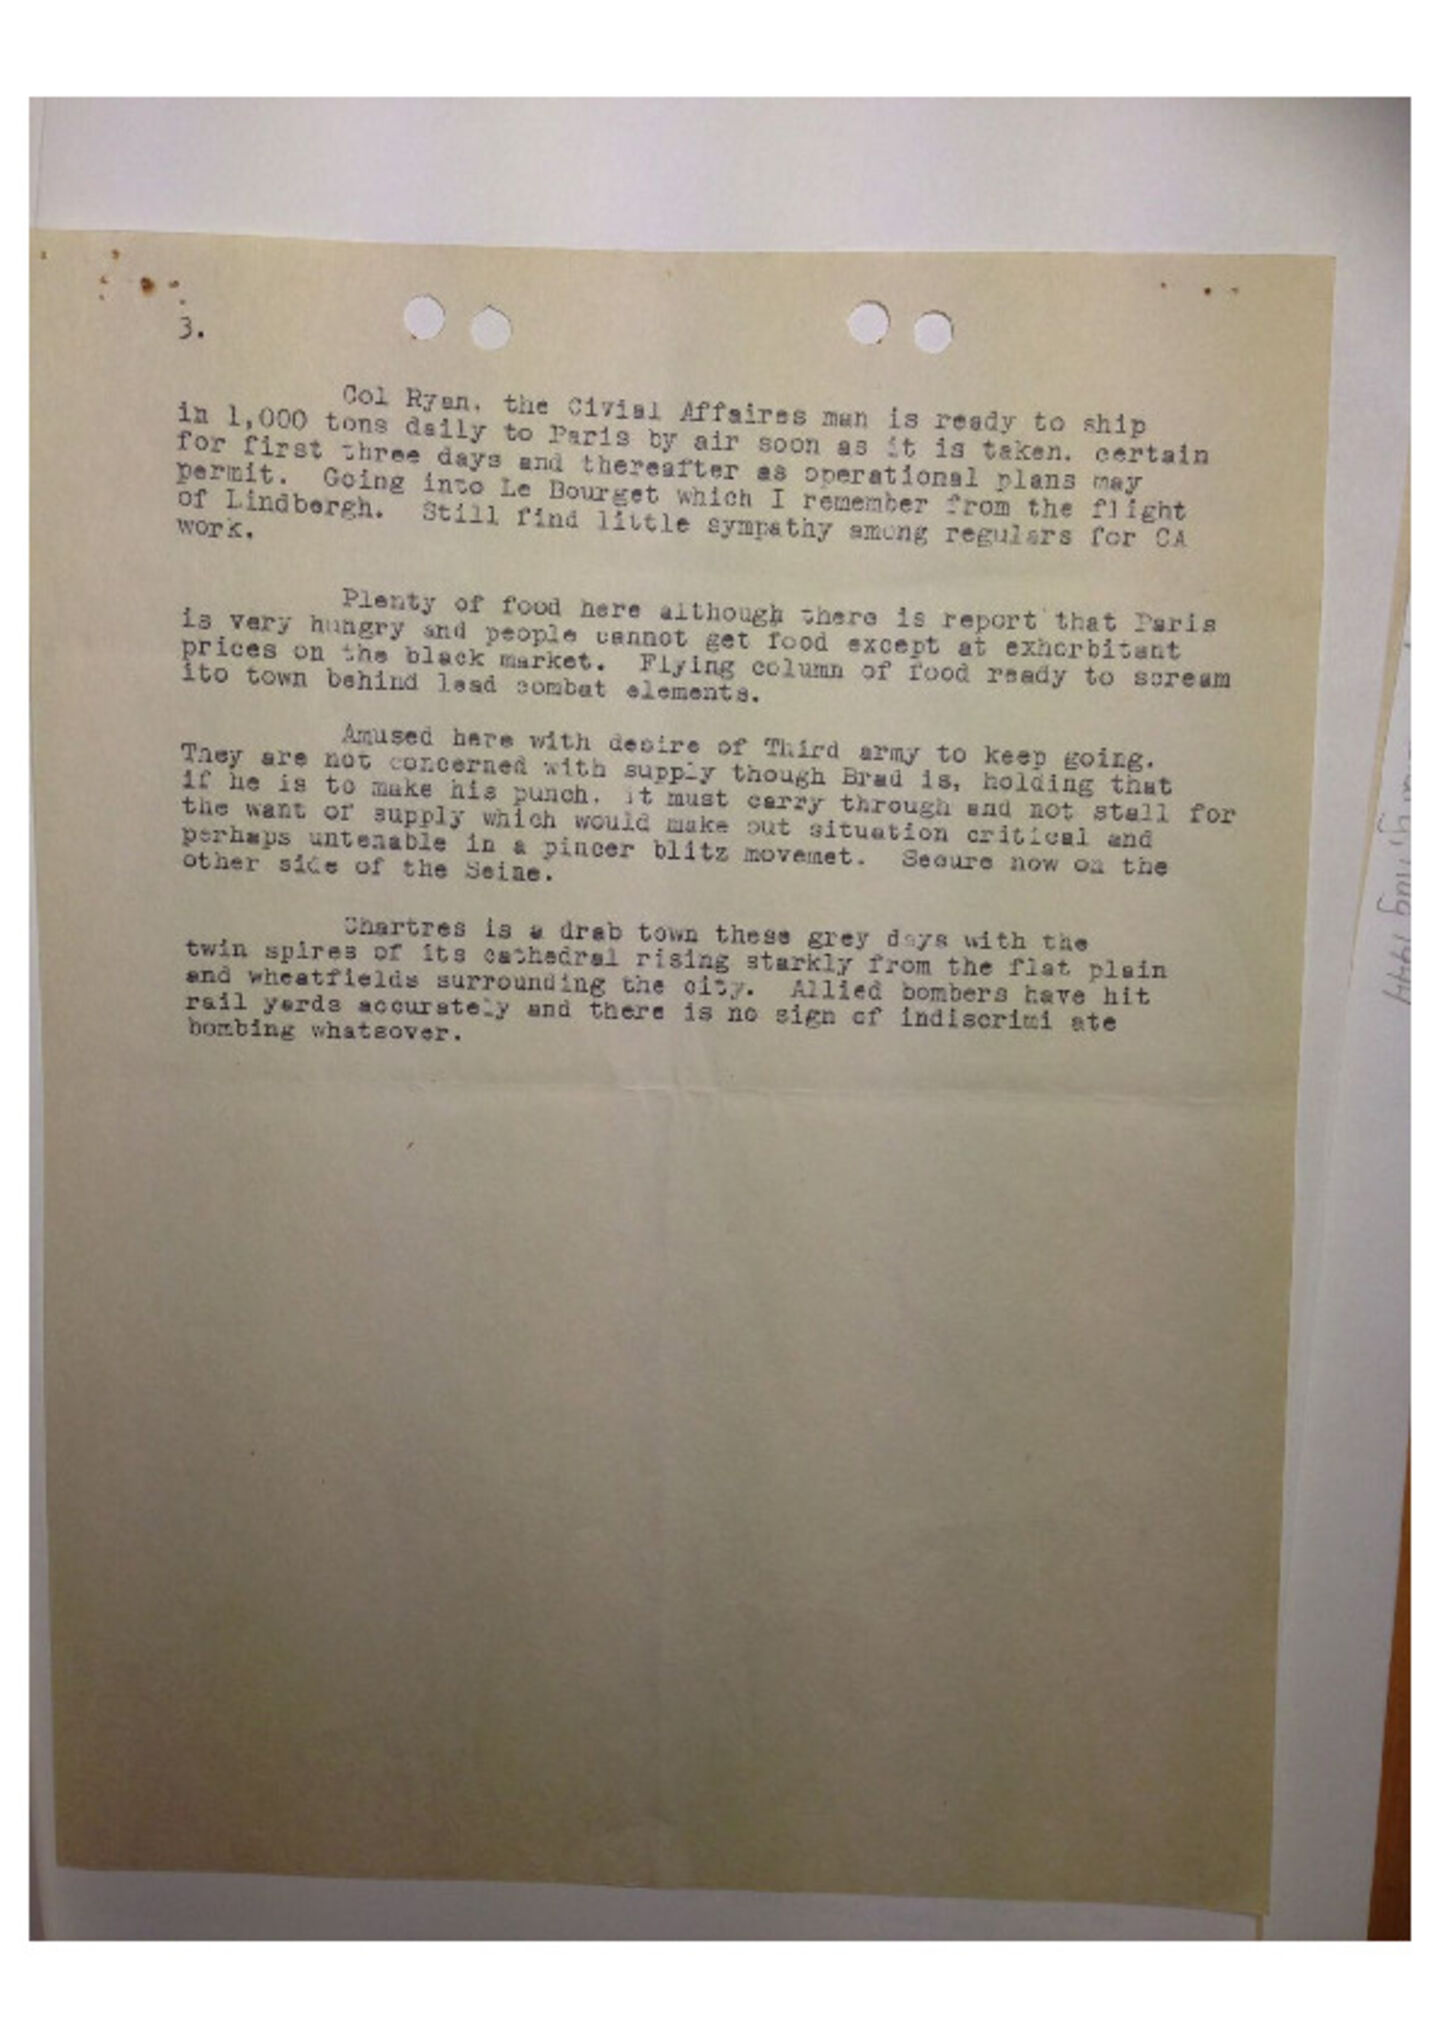 3.
Col Ryan, the Civial Affaires man is ready to ship
in 1,000 tons daily to Paris by air soon as it is taken. certain
for first three days and thereafter as operational plans may
permit. Going into Le Bourget which I remember from the flight
of Lindbergh. Still find little sympathy among regulars for CA
work.
Plenty of food here although there is report that Paris
is very hungry and people cannot get food except at exhorbitant
prices on the black market. Flying column of food ready to scream
ito town behind lead combat elements.
Amused here with desire of Third army to keep going.
They are not concerned with supply though Brad is, holding that
if he is to make his punch, it must carry through and not stall for
the want of supply which would make out situation critical and
perhaps untenable in a pincer blitz movemet. Secure now on the
other side of the Seine.
Chartres is a drab town these grey days with the
twin spires of its cathedral rising starkly from the flat plain
and wheatfields surrounding the city. Allied bombers have hit
rail yards accurately and there is no sign of indiscrimi ate
bombing whatsover.
Aug 1944